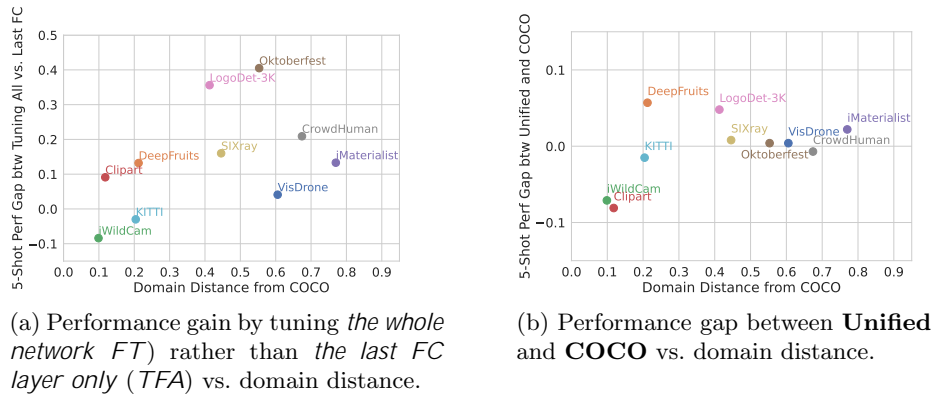 5-Shot Perf Gap btw Tuning All vs. Last FC
0.5
0.4
0.3
0.2
0.1
0.0
−0.1
Oktoberfest
LogoDet-3K
CrowdHuman
SIXray
DeepFruits
iMaterialist
Clipart
VisDrone
KITTI
iWildCam
0.0 0.1 0.2 0.3 0.4 0.5 0.6 0.7 0.8 0.9
Domain Distance from COCO
(a) Performance gain by tuning the whole
network FT) rather than the last FC
layer only (TFA) vs. domain distance.
5-Shot Perf Gap btw Unified and COCO
0.1
0.0
−0.1
DeepFruits
LogoDet-3K
iMaterialist
SIXray
VisDrone
KITTI
CrowdHuman
Oktoberfest
iWildCam
Clipart
0.0 0.1 0.2 0.3 0.4 0.5 0.6 0.7 0.8 0.9
Domain Distance from COCO
(b) Performance gap between Unified
and COCO vs. domain distance.